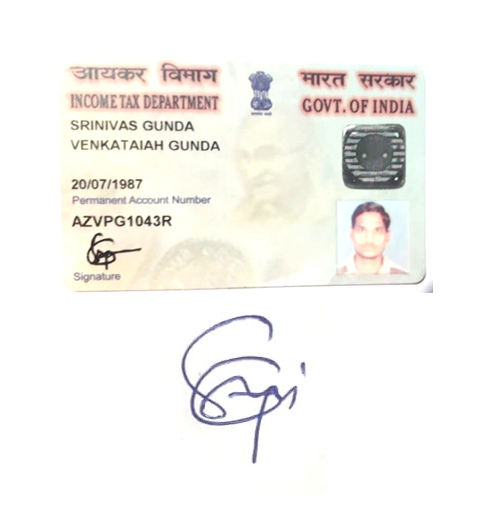 आयकर विभाग
INCOME TAX DEPARTMENT
भारत सरकार
GOVT. OF INDIA
SRINIVAS GUNDA
VENKATAIAH GUNDA
20/07/1987
Permanent Account Number
AZVPG1043R
Signature